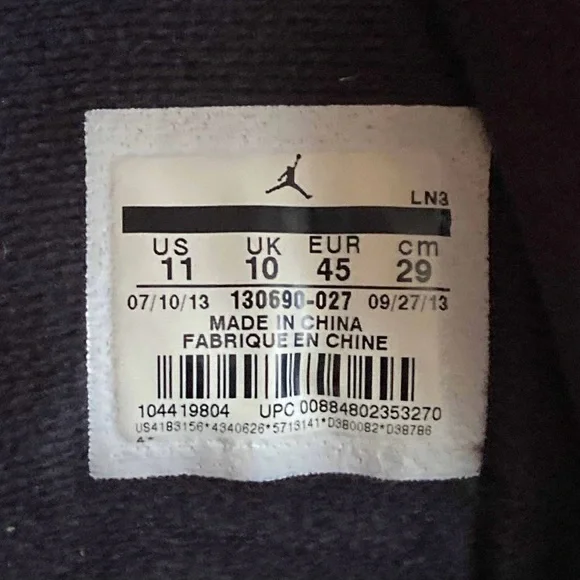 LN3
US UK EUR cm
11 10 45 29
07/10/13 130690-027 09/27/13
MADE IN CHINA
FABRIQUE EN CHINE
104419804 UPC 00884802353270
US4183156*4340626*5713141*D380082*D38786